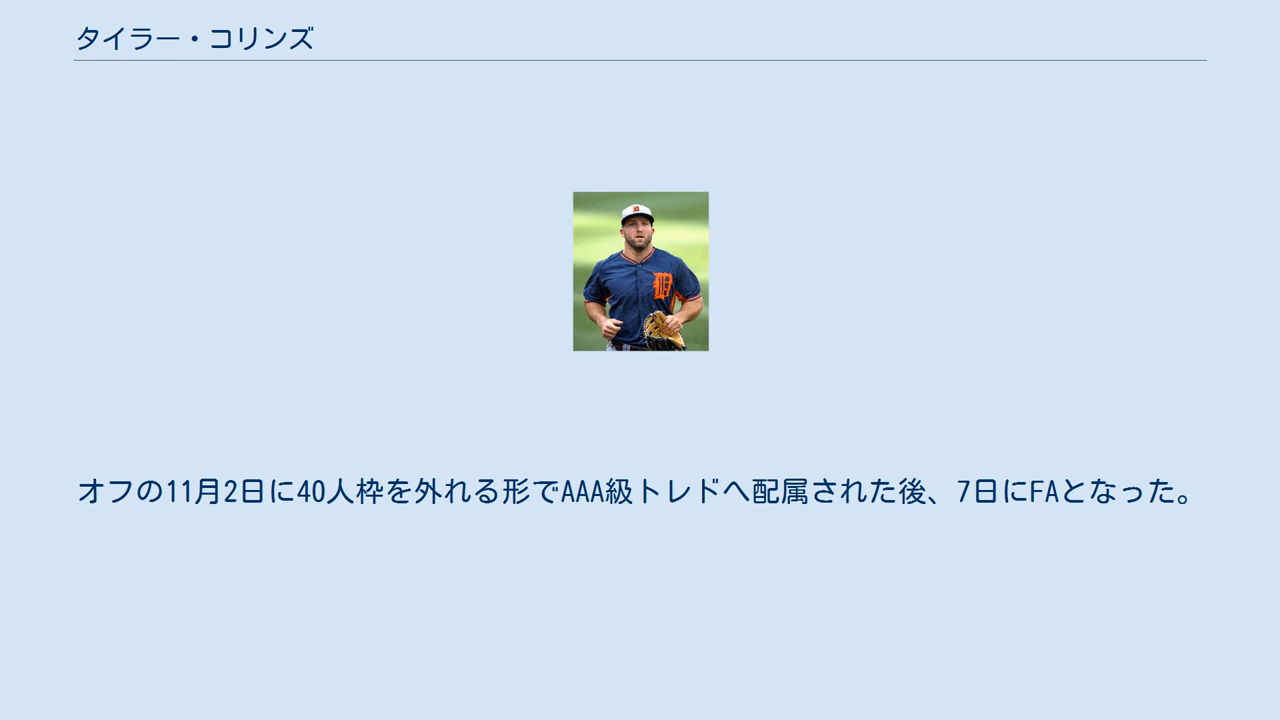 タイラー・コリンズ
オフの11月2日に40人枠を外れる形でAAA級トレドへ配属された後、7日にFAとなった。